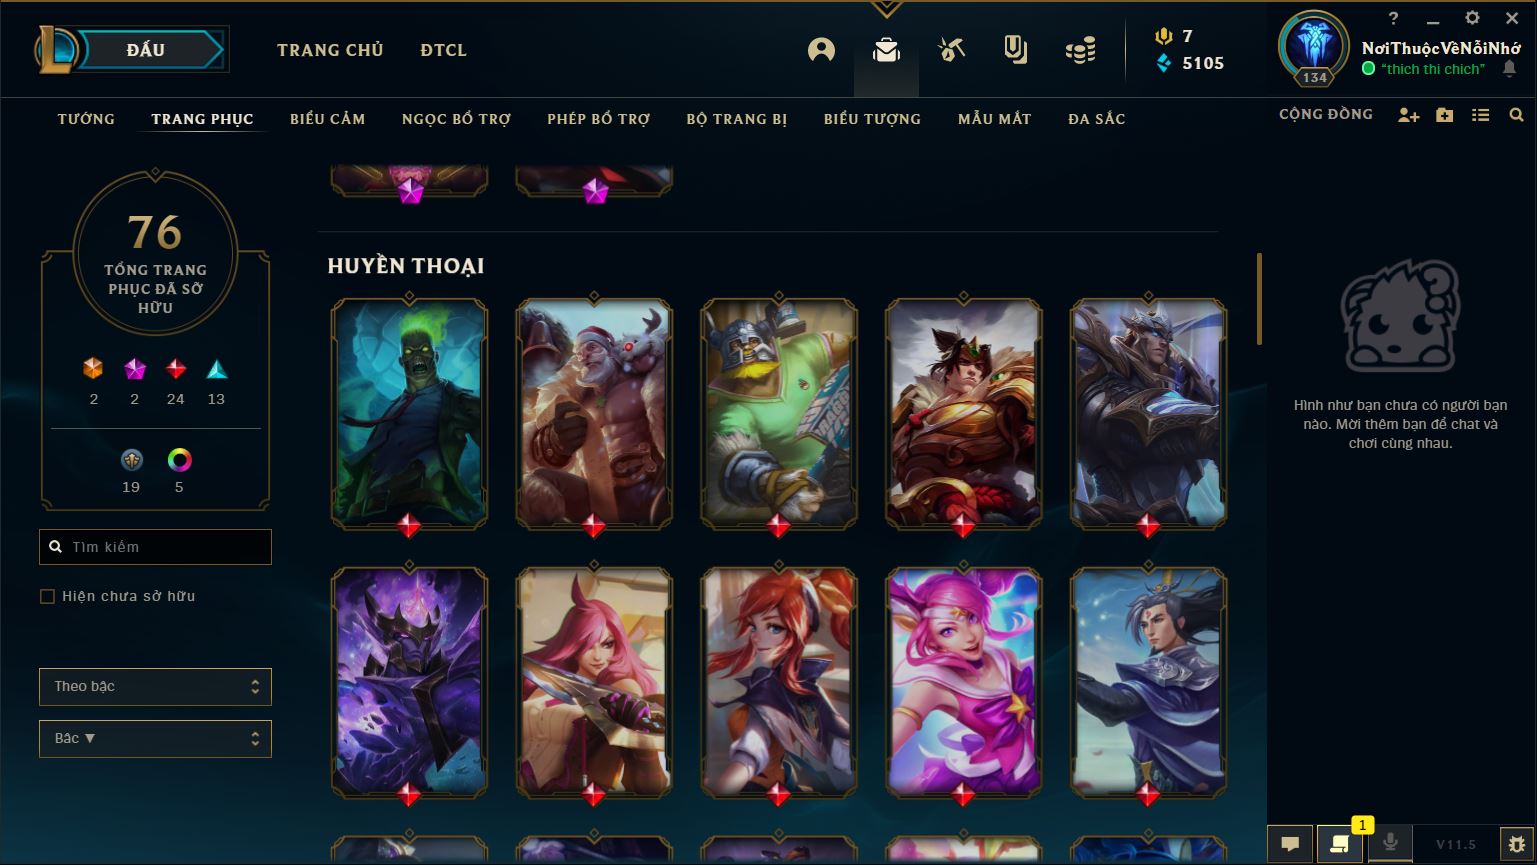 ĐẤU
TRANG CHỦ
ĐTCL
7
5105
134
?
NơiThuộcVềNỗiNhớ
"thich thi chich"
TƯỚNG
TRANG PHỤC
BIỂU CẢM
NGỌC BỔ TRỢ
PHÉP BỔ TRỢ
BỘ TRANG BỊ
BIỂU TƯỢNG
MẪU MẮT
ĐA SẮC
CỘNG ĐỒNG
76
TỔNG TRANG
PHỤC ĐÃ SỞ
HỮU
2
2
24
13
19
5
Tìm kiếm
Hiện chưa sở hữu
Theo bậc
Bậc ▼
HUYỀN THOẠI
Hình như bạn chưa có người bạn
nào. Mời thêm bạn để chat và
chơi cùng nhau.
1
V11.5